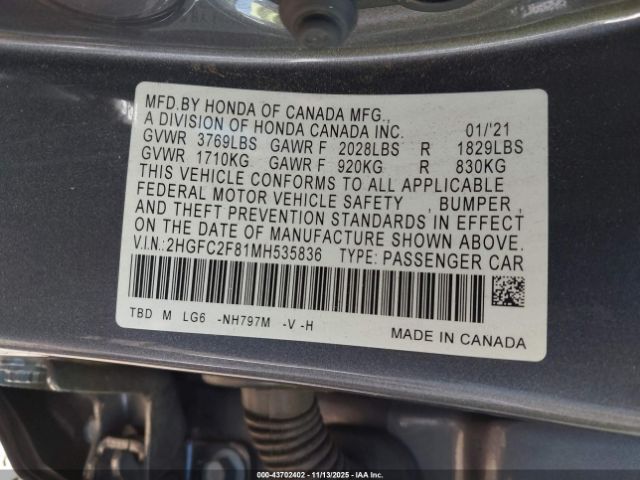 MFD.BY HONDA OF CANADA MFG.,
A DIVISION OF HONDA CANADA INC. 01/'21
GVWR 3769LBS GAWR F 2028LBS R 1829LBS
GVWR 1710KG GAWR F 920KG R 830KG
THIS VEHICLE CONFORMS TO ALL APPLICABLE
FEDERAL MOTOR VEHICLE SAFETY , BUMPER ,
AND THEFT PREVENTION STANDARDS IN EFFECT
ON THE DATE OF MANUFACTURE SHOWN ABOVE.
V.I.N.:2HGFC2F81MH535836 TYPE: PASSENGER CAR
TBD M LG6 -NH797M -V -H
MADE IN CANADA
000-43702402 - 11/13/2025 - IAA.com